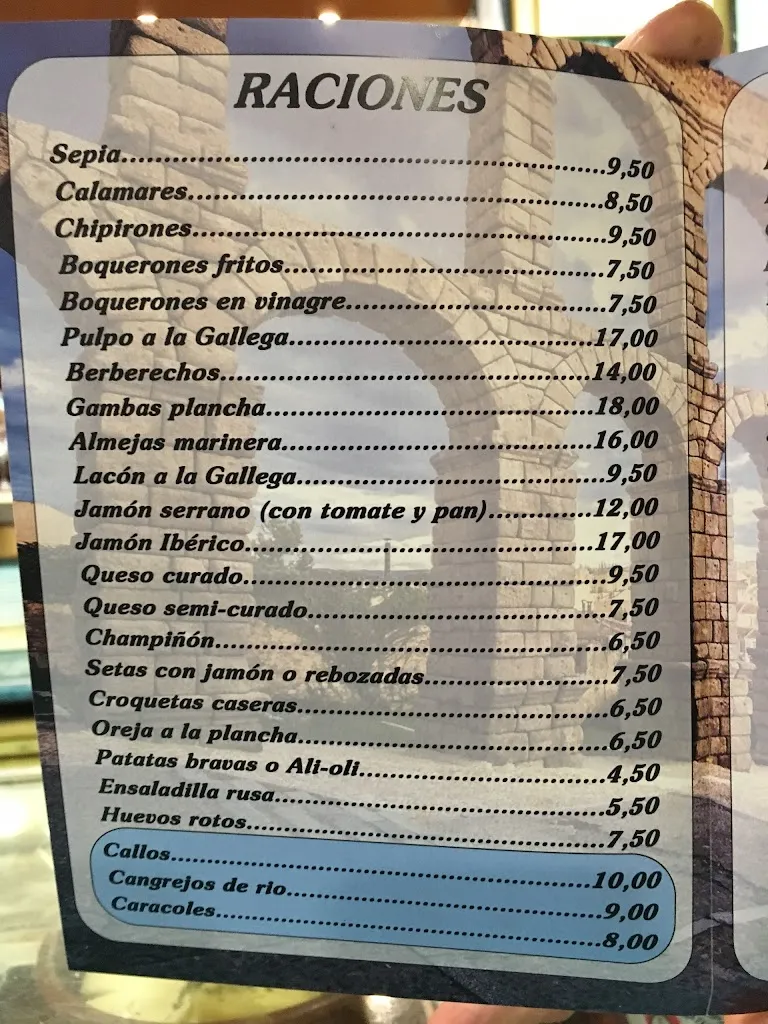 RACIONES
Sepia..........9,50
Calamares..........8,50
Chipirones..........9,50
Boquerones fritos..........7,50
Boquerones en vinagre..........7,50
Pulpo a la Gallega..........17,00
Berberechos..........14,00
Gambas plancha..........18,00
Almejas marinera..........16,00
Lacón a la Gallega..........9,50
Jamón serrano (con tomate y pan)..........12,00
Jamón Ibérico..........17,00
Queso curado..........9,50
Queso semi-curado..........7,50
Champiñón..........6,50
Setas con jamón o rebozadas..........7,50
Croquetas caseras..........6,50
Oreja a la plancha..........6,50
Patatas bravas o Ali-oli..........4,50
Ensaladilla rusa..........5,50
Huevos rotos..........7,50
Callos..........10,00
Cangrejos de rio..........9,00
Caracoles..........8,00